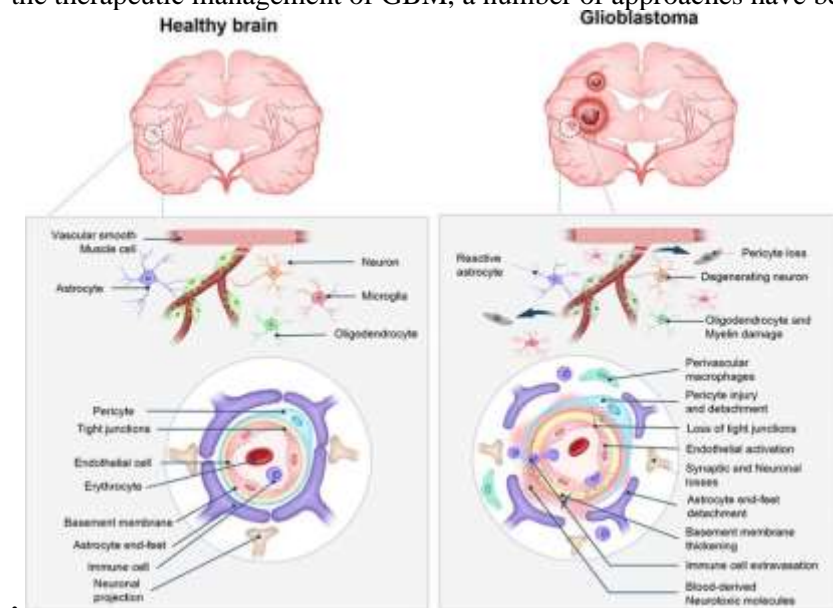 the therapeutic management of GBM, a number of approaches have be
Healthy brain
Glioblastoma
Vascular smooth
Muscle cell
Astrocyte
Neuron
Microglia
Oligodendrocyte
Reactive
astrocyte
Pericyte loss
Degenerating neuron
Oligodendrocyte and
Myelin damage
Pericyte
Tight junctions
Endothelial cell
Erythrocyte
Basement membrane
Astrocyte end-feet
Immune cell
Neuronal
projection
Perivascular
macrophages
Pericyte injury
and detachment
Loss of tight junctions
Endothelial activation
Synaptic and Neuronal
losses
Astrocyte end-feet
detachment
Basement membrane
thickening
Immune cell extravasation
Blood-derived
Neurotoxic molecules
.